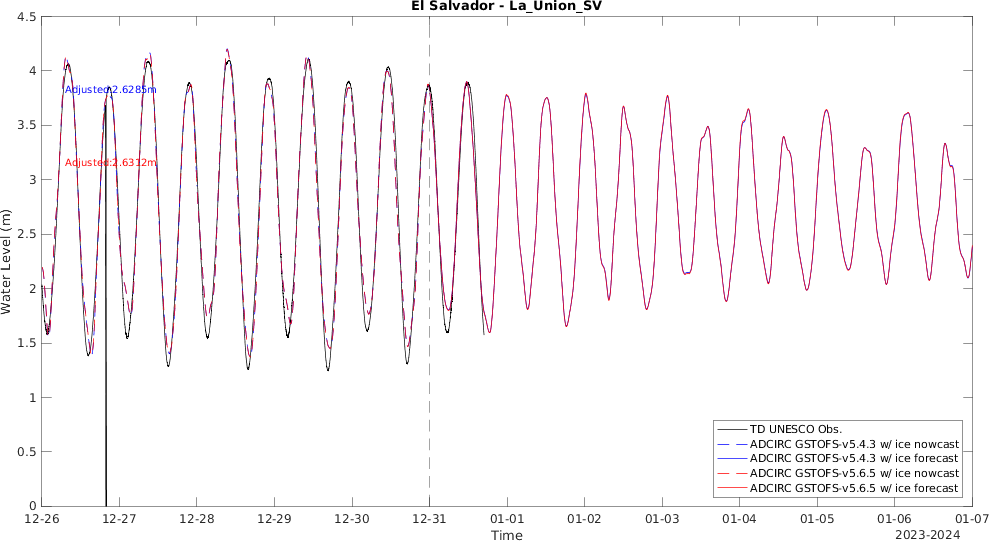 El Salvador - La_Union_SV
4.5
4
3.5
3
2.5
2
1.5
1
0.5
0
Water Level (m)
Adjusted:2.6285m
Adjusted:2.6312m
TD UNESCO Obs.
ADCIRC GSTOFS-v5.4.3 w/ ice nowcast
ADCIRC GSTOFS-v5.4.3 w/ ice forecast
ADCIRC GSTOFS-v5.6.5 w/ ice nowcast
ADCIRC GSTOFS-v5.6.5 w/ ice forecast
12-26 12-27 12-28 12-29 12-30 12-31 01-01 01-02 01-03 01-04 01-05 01-06 01-07
Time
2023-2024